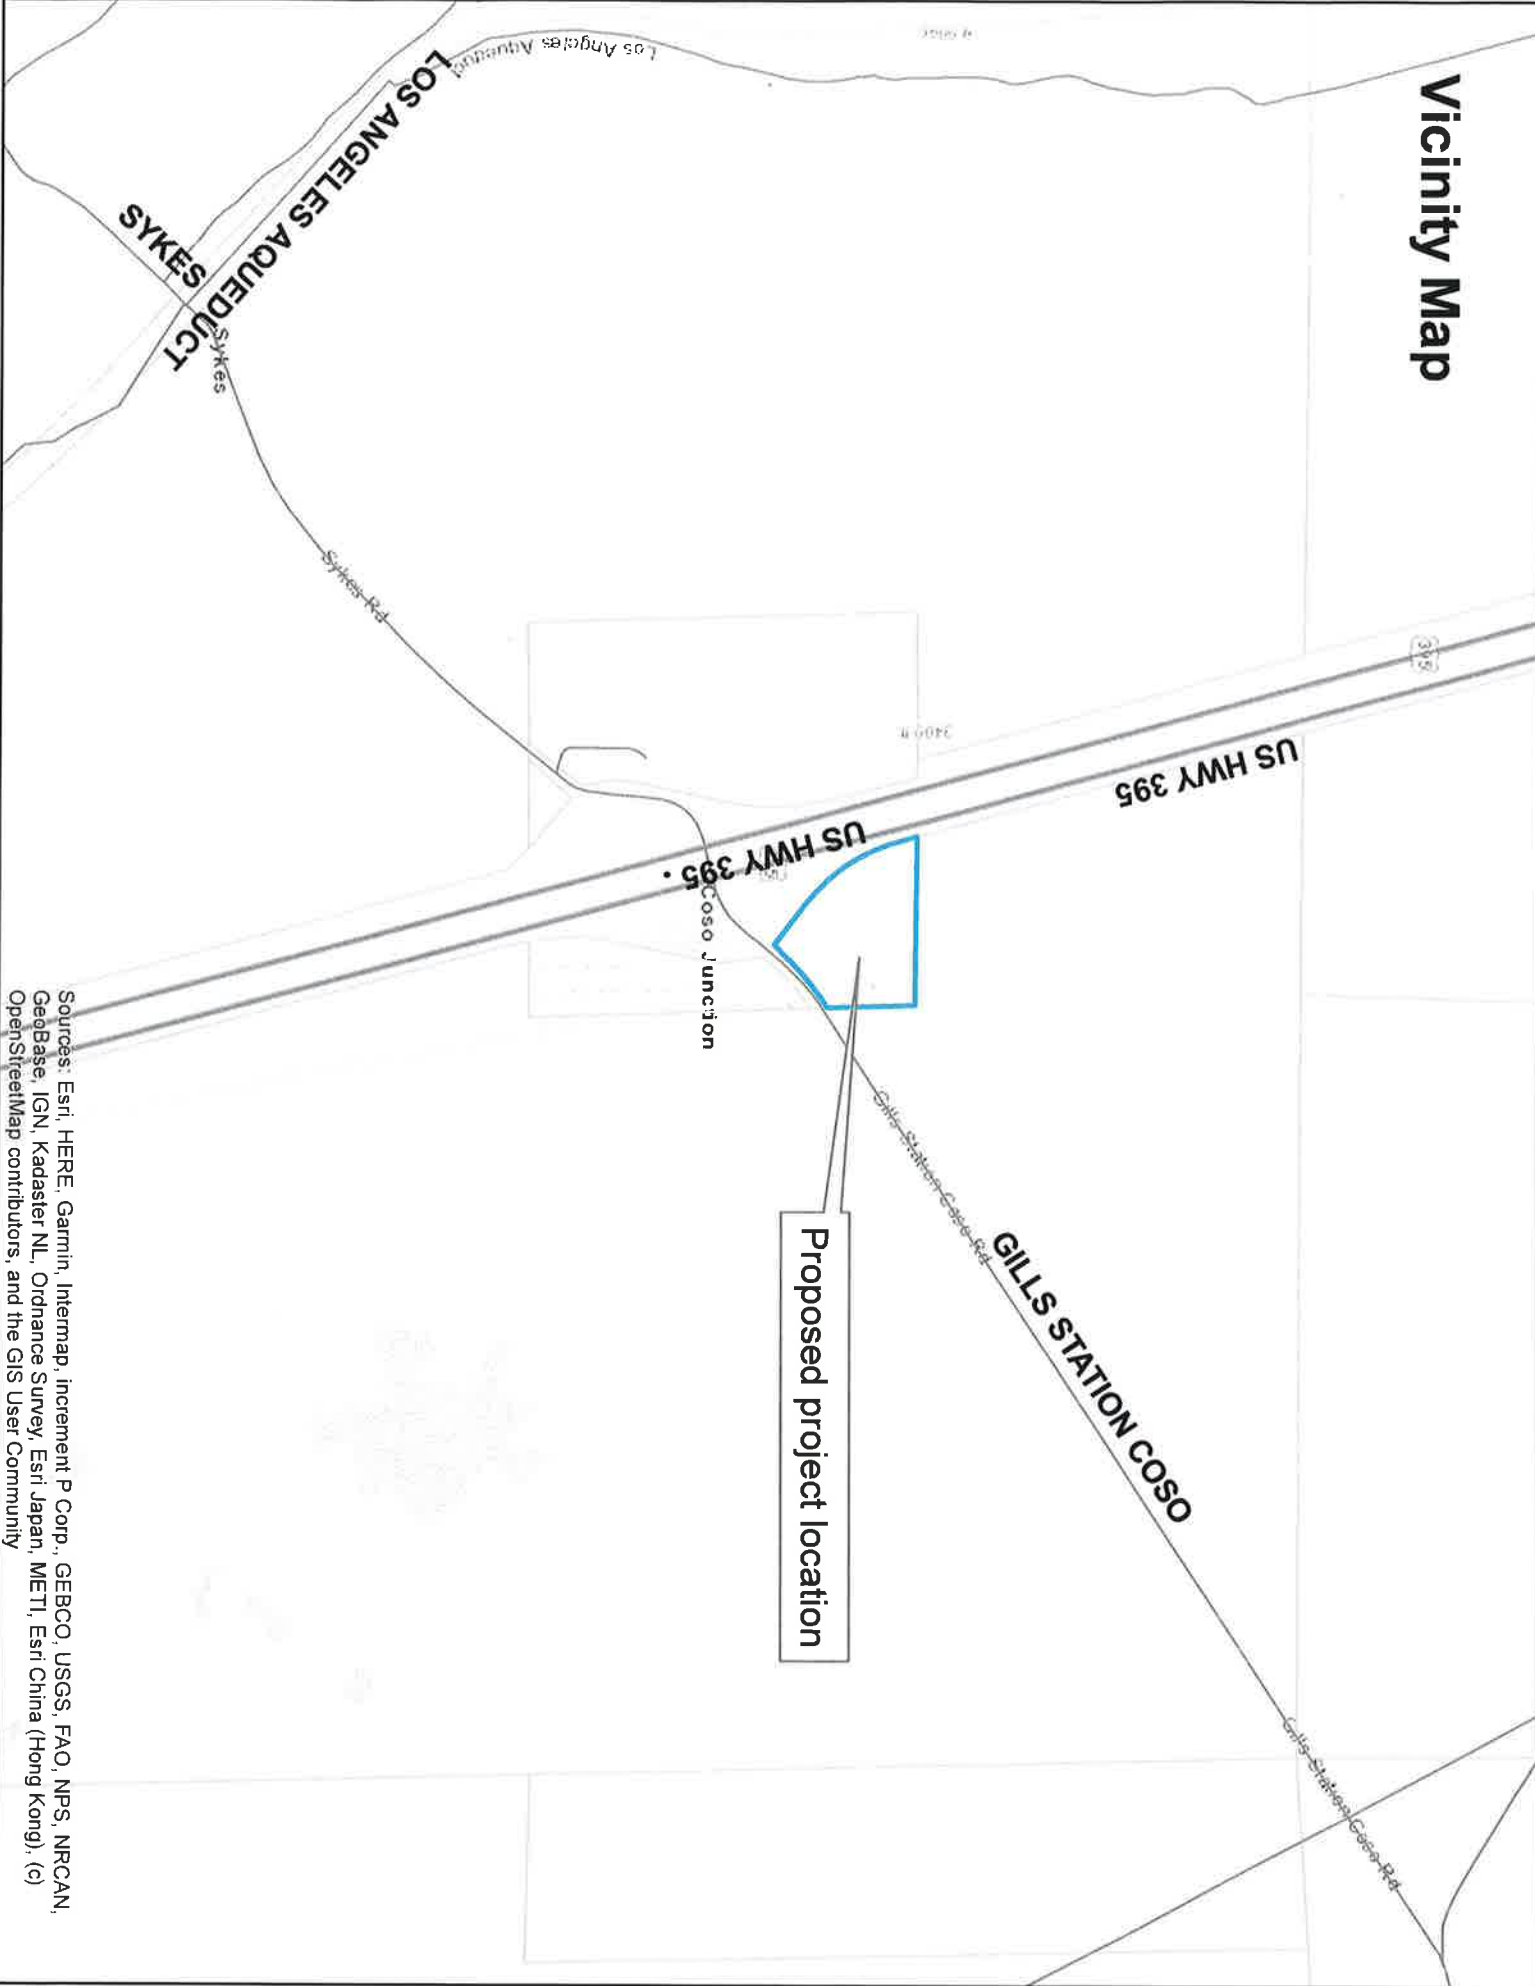 Vicinity Map
395
US HWY 395
3400 ft
US HWY 395
Los Angeles Aqueduct
LOS ANGELES AQUEDUCT
SYKES
Sykes
Sykes Rd
Coso Junction
Gills Station Coso Rd
GILLS STATION COSO
Gills Station Coso Rd
Proposed project location
Sources: Esri, HERE, Garmin, Intermap, increment P Corp., GEBCO, USGS, FAO, NPS, NRCAN,
GeoBase, IGN, Kadaster NL, Ordnance Survey, Esri Japan, METI, Esri China (Hong Kong), (c)
OpenStreetMap contributors, and the GIS User Community